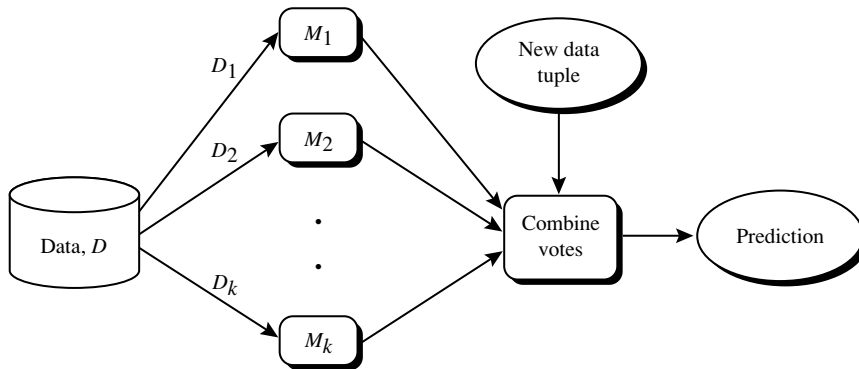 M1
New data
tuple
D1
M2
D2
Data, D
Combine
votes
Prediction
Dk
Mk